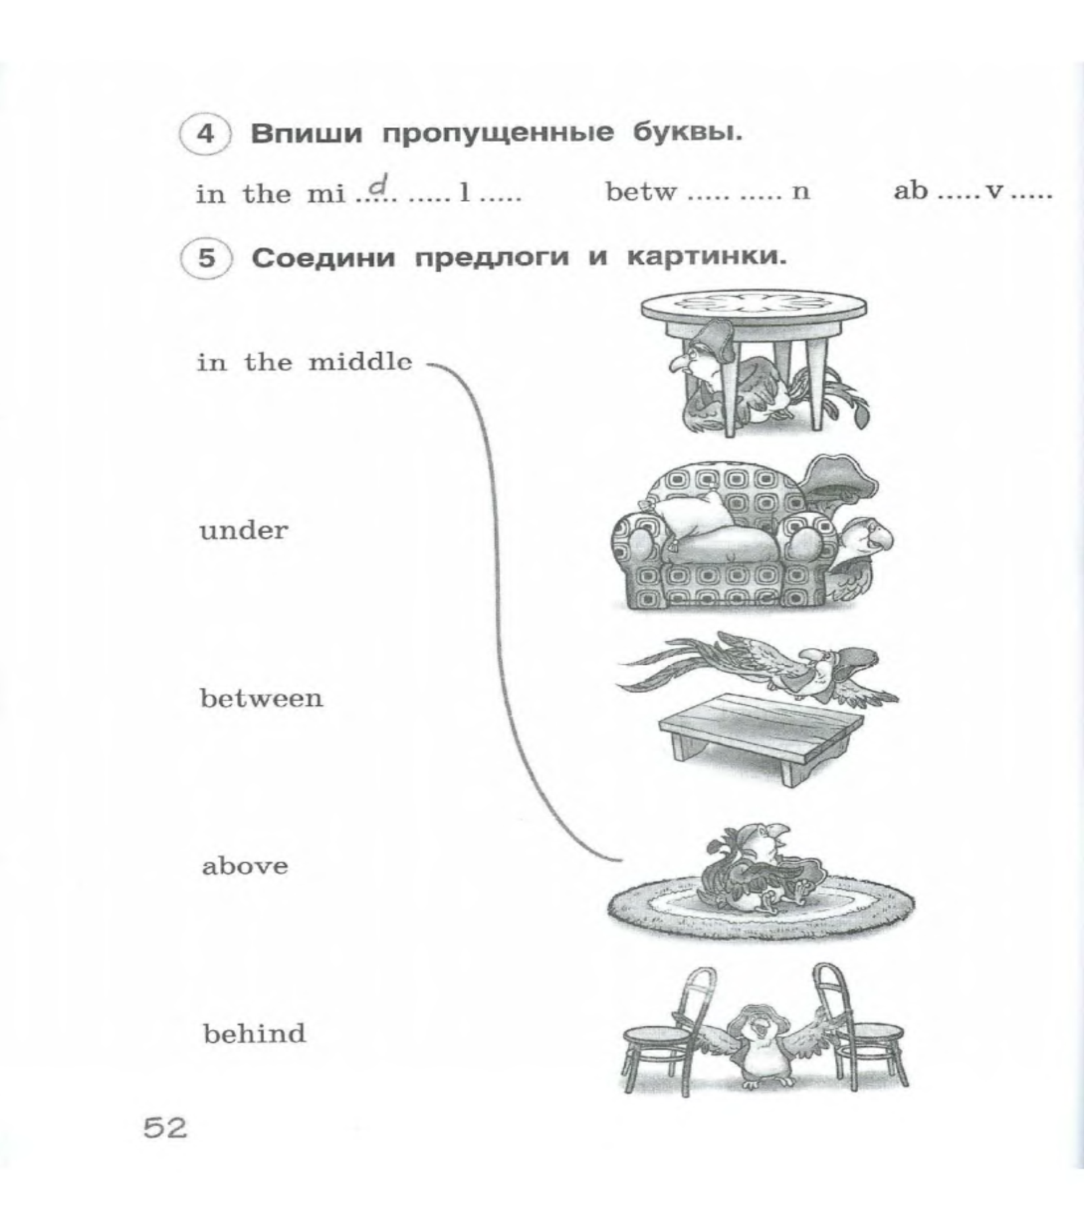 4 Впиши пропущенные буквы.
in the mi .d... ..... l ..... betw ..... ..... n ab ..... v .....
5 Соедини предлоги и картинки.
in the middle
under
between
above
behind
52